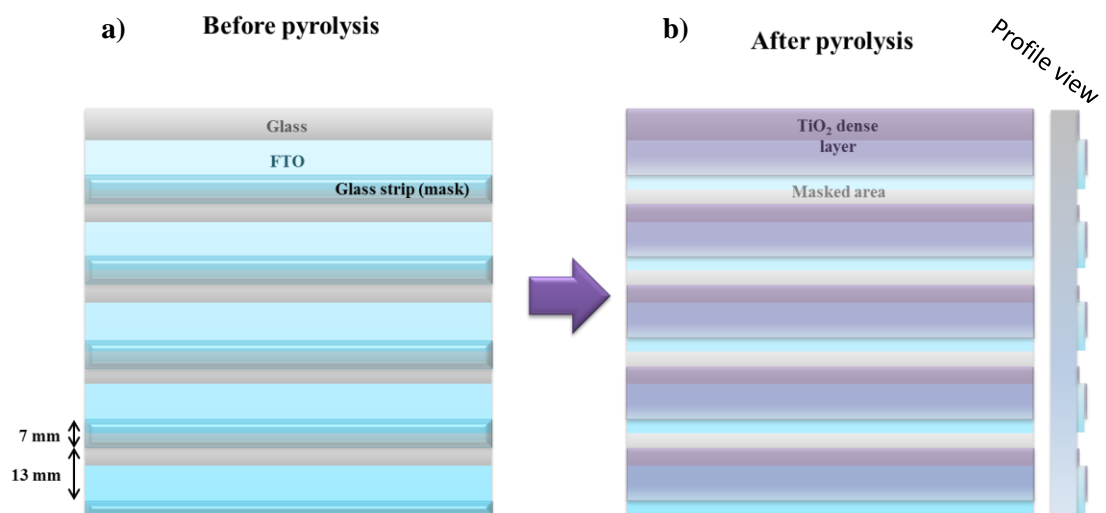 a)
Before pyrolysis
Glass
FTO
Glass strip (mask)
7 mm
13 mm
b)
After pyrolysis
Profile view
TiO₂ dense
layer
Masked area